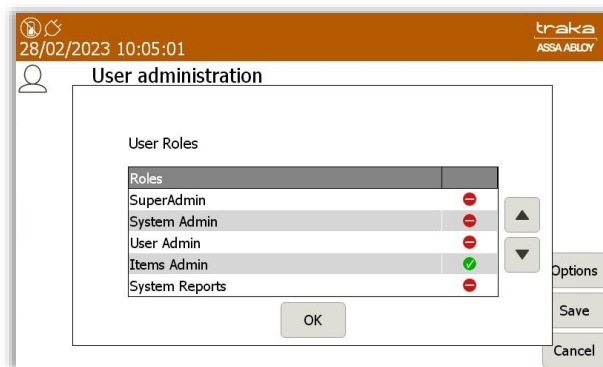 traka
28/02/2023 10:05:01
ASSA ABLOY
User administration
User Roles
Roles
SuperAdmin
System Admin
User Admin
Items Admin
System Reports
Options
OK
Save
Cancel